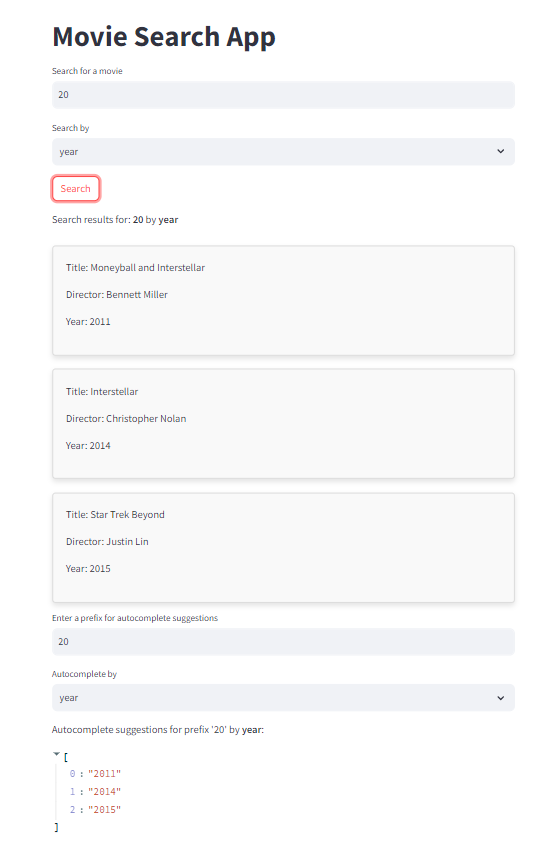 Movie Search App
Search for a movie
20
Search by
year
Search
Search results for: 20 by year
Title: Moneyball and Interstellar
Director: Bennett Miller
Year: 2011
Title: Interstellar
Director: Christopher Nolan
Year: 2014
Title: Star Trek Beyond
Director: Justin Lin
Year: 2015
Enter a prefix for autocomplete suggestions
20
Autocomplete by
year
Autocomplete suggestions for prefix '20' by year:
[
0 : "2011"
1 : "2014"
2 : "2015"
]